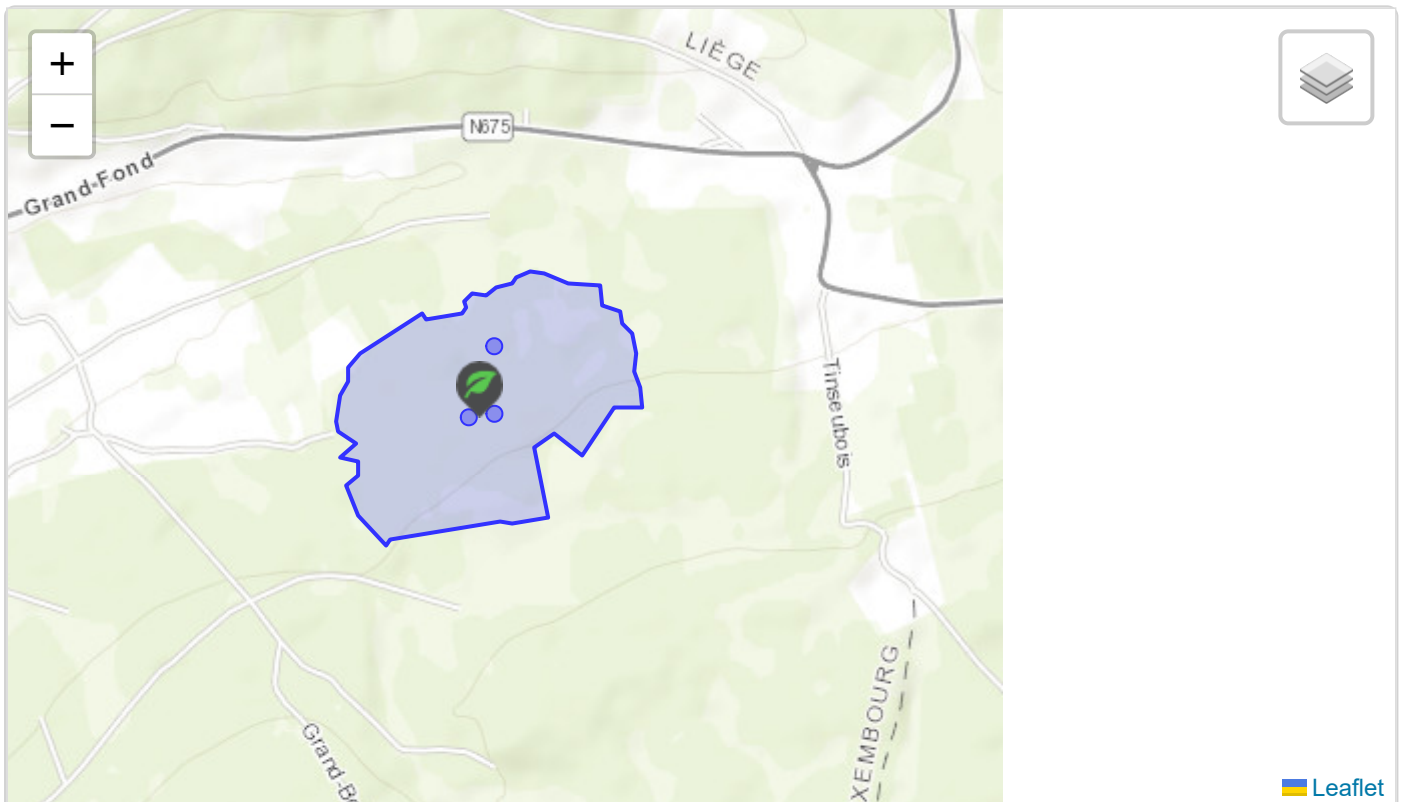 +
−
LIÈGE
N675
Grand-Fond
Tinseubois
XEMBOURG
Grand-B
Leaflet